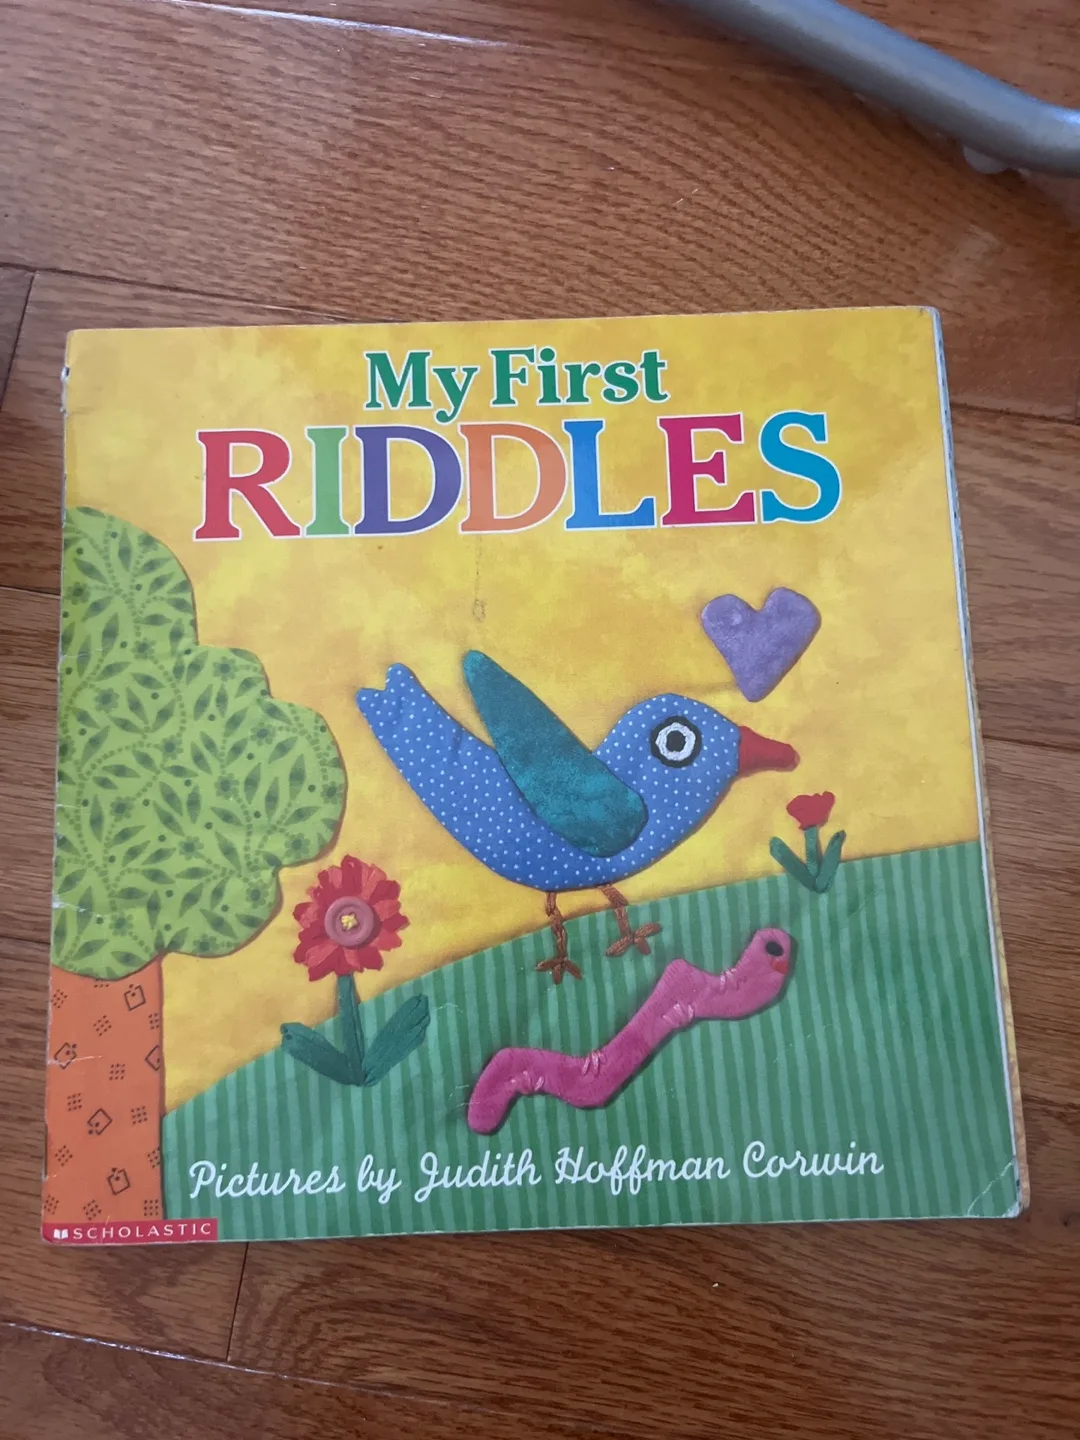 My First
RIDDLES
Pictures by Judith Hoffman Corwin
SCHOLASTIC